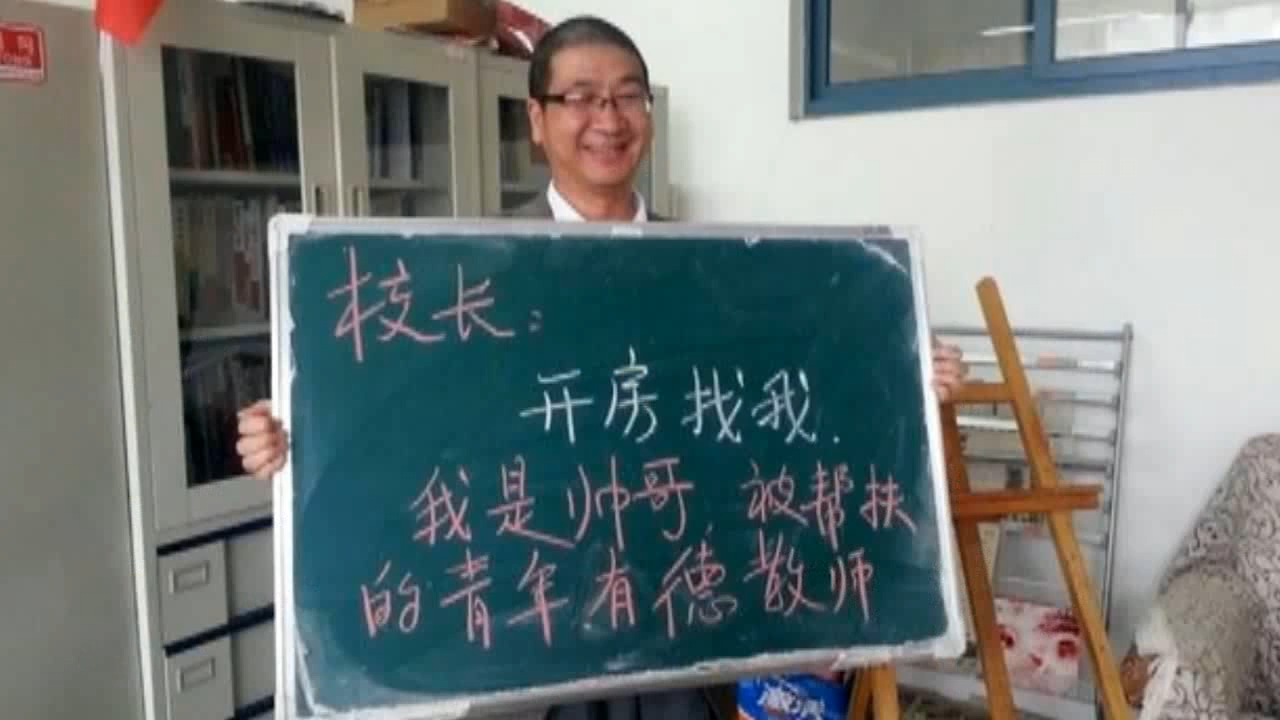 校长:
开房找我.
我是帅哥,被帮扶
的青年有德教师